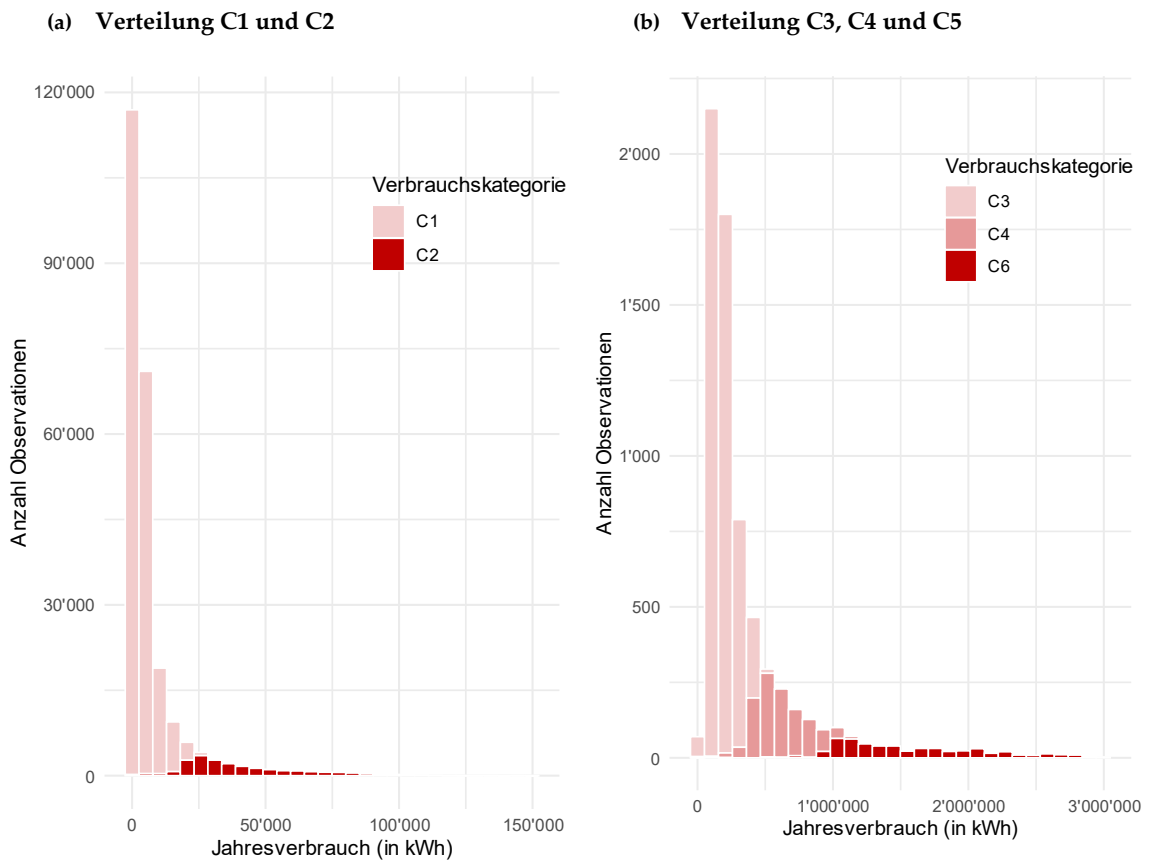 (a) Verteilung C1 und C2
120'000
90'000
60'000
30'000
0
Anzahl Observationen
Verbrauchskategorie
C1
C2
0 50'000 100'000 150'000
Jahresverbrauch (in kWh)
(b) Verteilung C3, C4 und C5
2'000
1'500
1'000
500
0
Anzahl Observationen
Verbrauchskategorie
C3
C4
C6
0 1'000'000 2'000'000 3'000'000
Jahresverbrauch (in kWh)